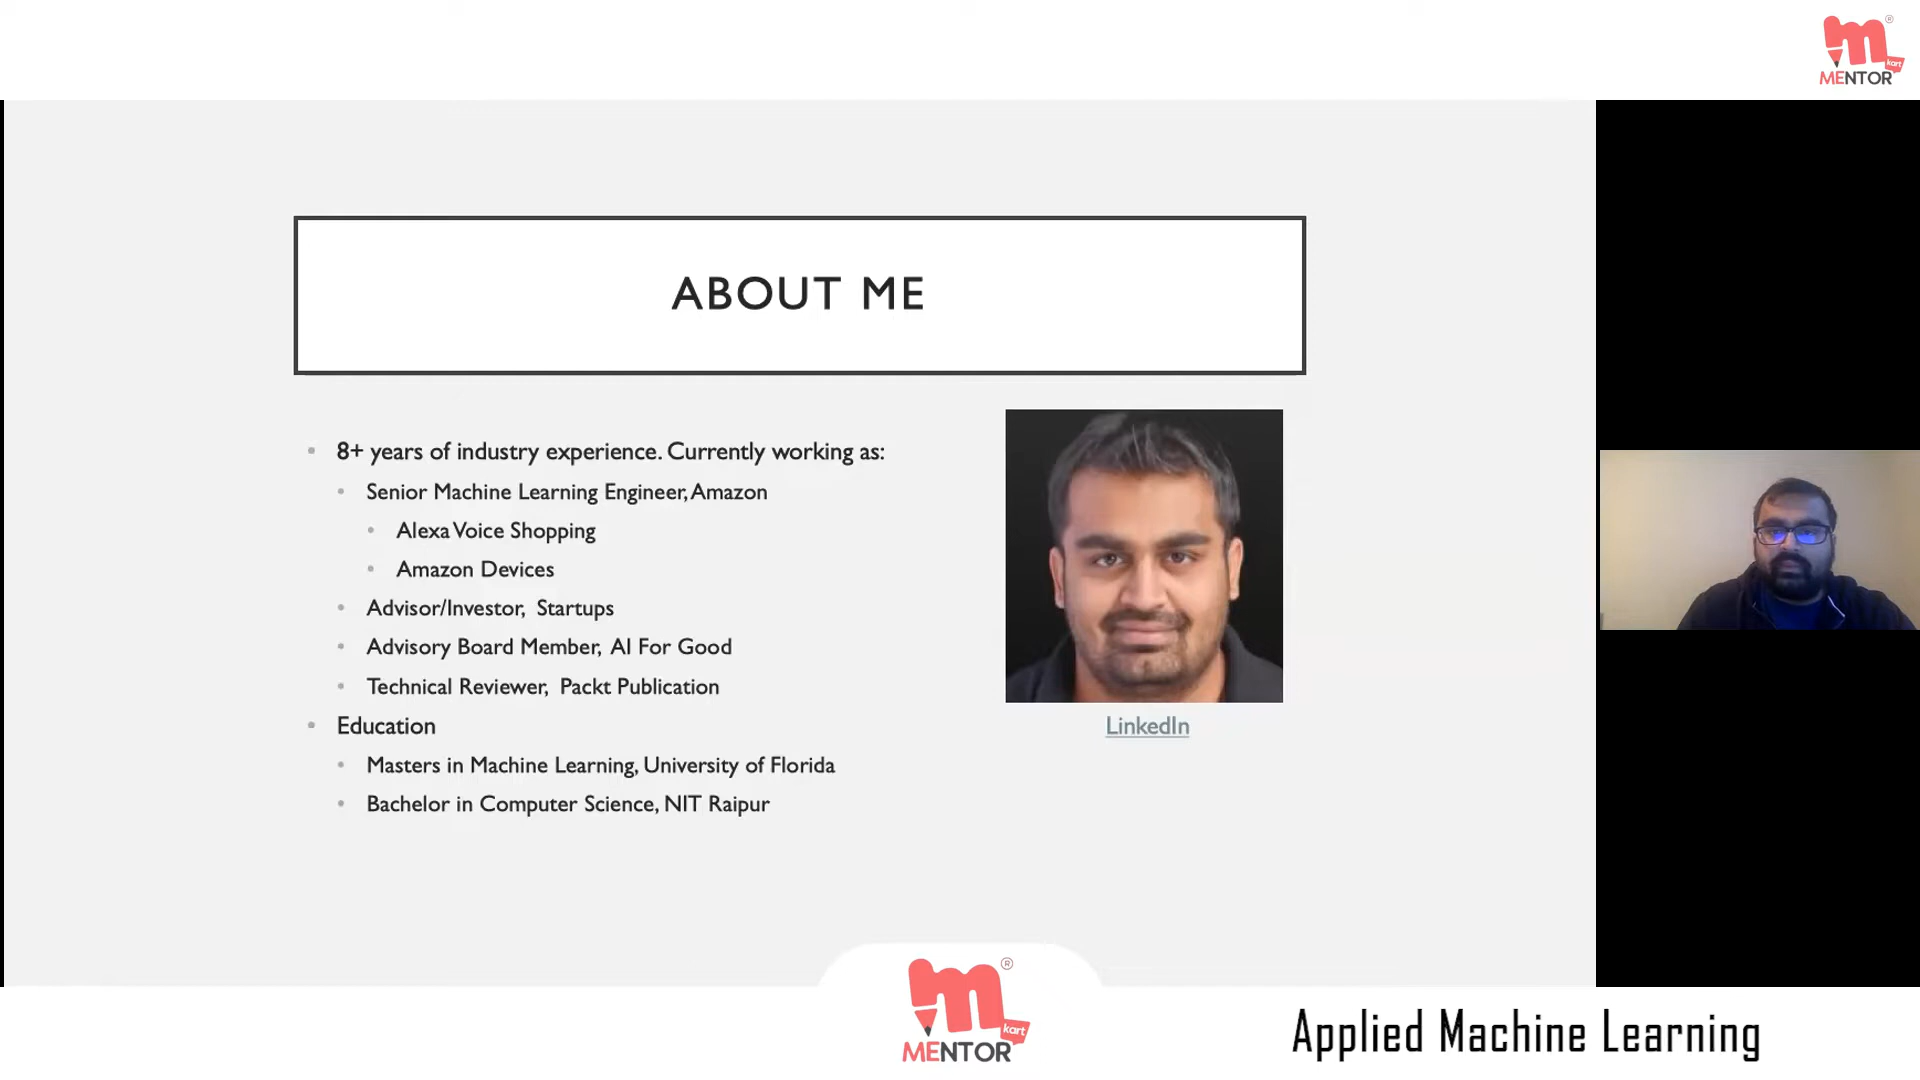 m®
kart
MENTOR
ABOUT ME
8+ years of industry experience. Currently working as:
Senior Machine Learning Engineer, Amazon
Alexa Voice Shopping
Amazon Devices
Advisor/Investor, Startups
Advisory Board Member, AI For Good
Technical Reviewer, Packt Publication
Education
Masters in Machine Learning, University of Florida
Bachelor in Computer Science, NIT Raipur
LinkedIn
m®
kart
MENTOR
Applied Machine Learning